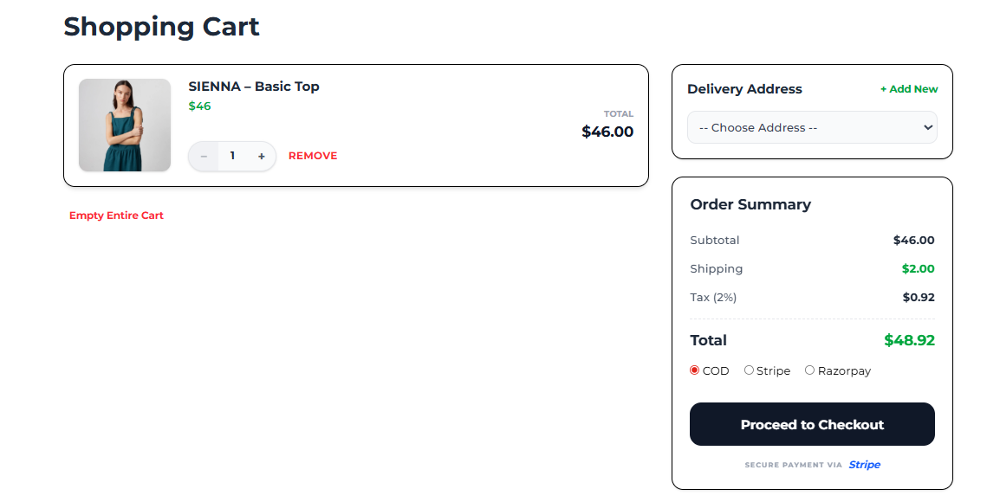 Shopping Cart
SIENNA – Basic Top
$46
TOTAL
$46.00
− 1 + REMOVE
Empty Entire Cart
Delivery Address + Add New
-- Choose Address --
Order Summary
Subtotal $46.00
Shipping $2.00
Tax (2%) $0.92
Total $48.92
COD Stripe Razorpay
Proceed to Checkout
SECURE PAYMENT VIA Stripe